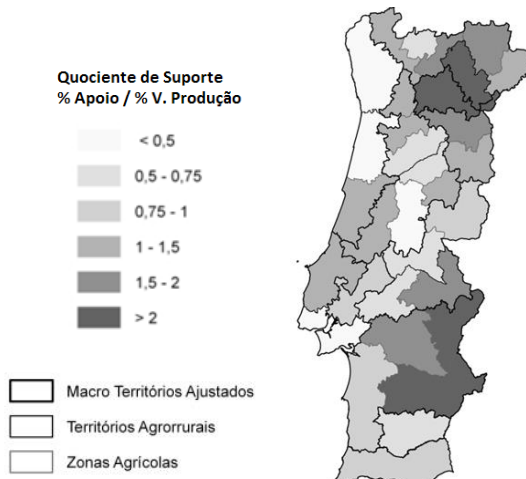 Quociente de Suporte
% Apoio / % V. Produção
< 0,5
0,5 - 0,75
0,75 - 1
1 - 1,5
1,5 - 2
> 2
Macro Territórios Ajustados
Territórios Agrorrurais
Zonas Agrícolas